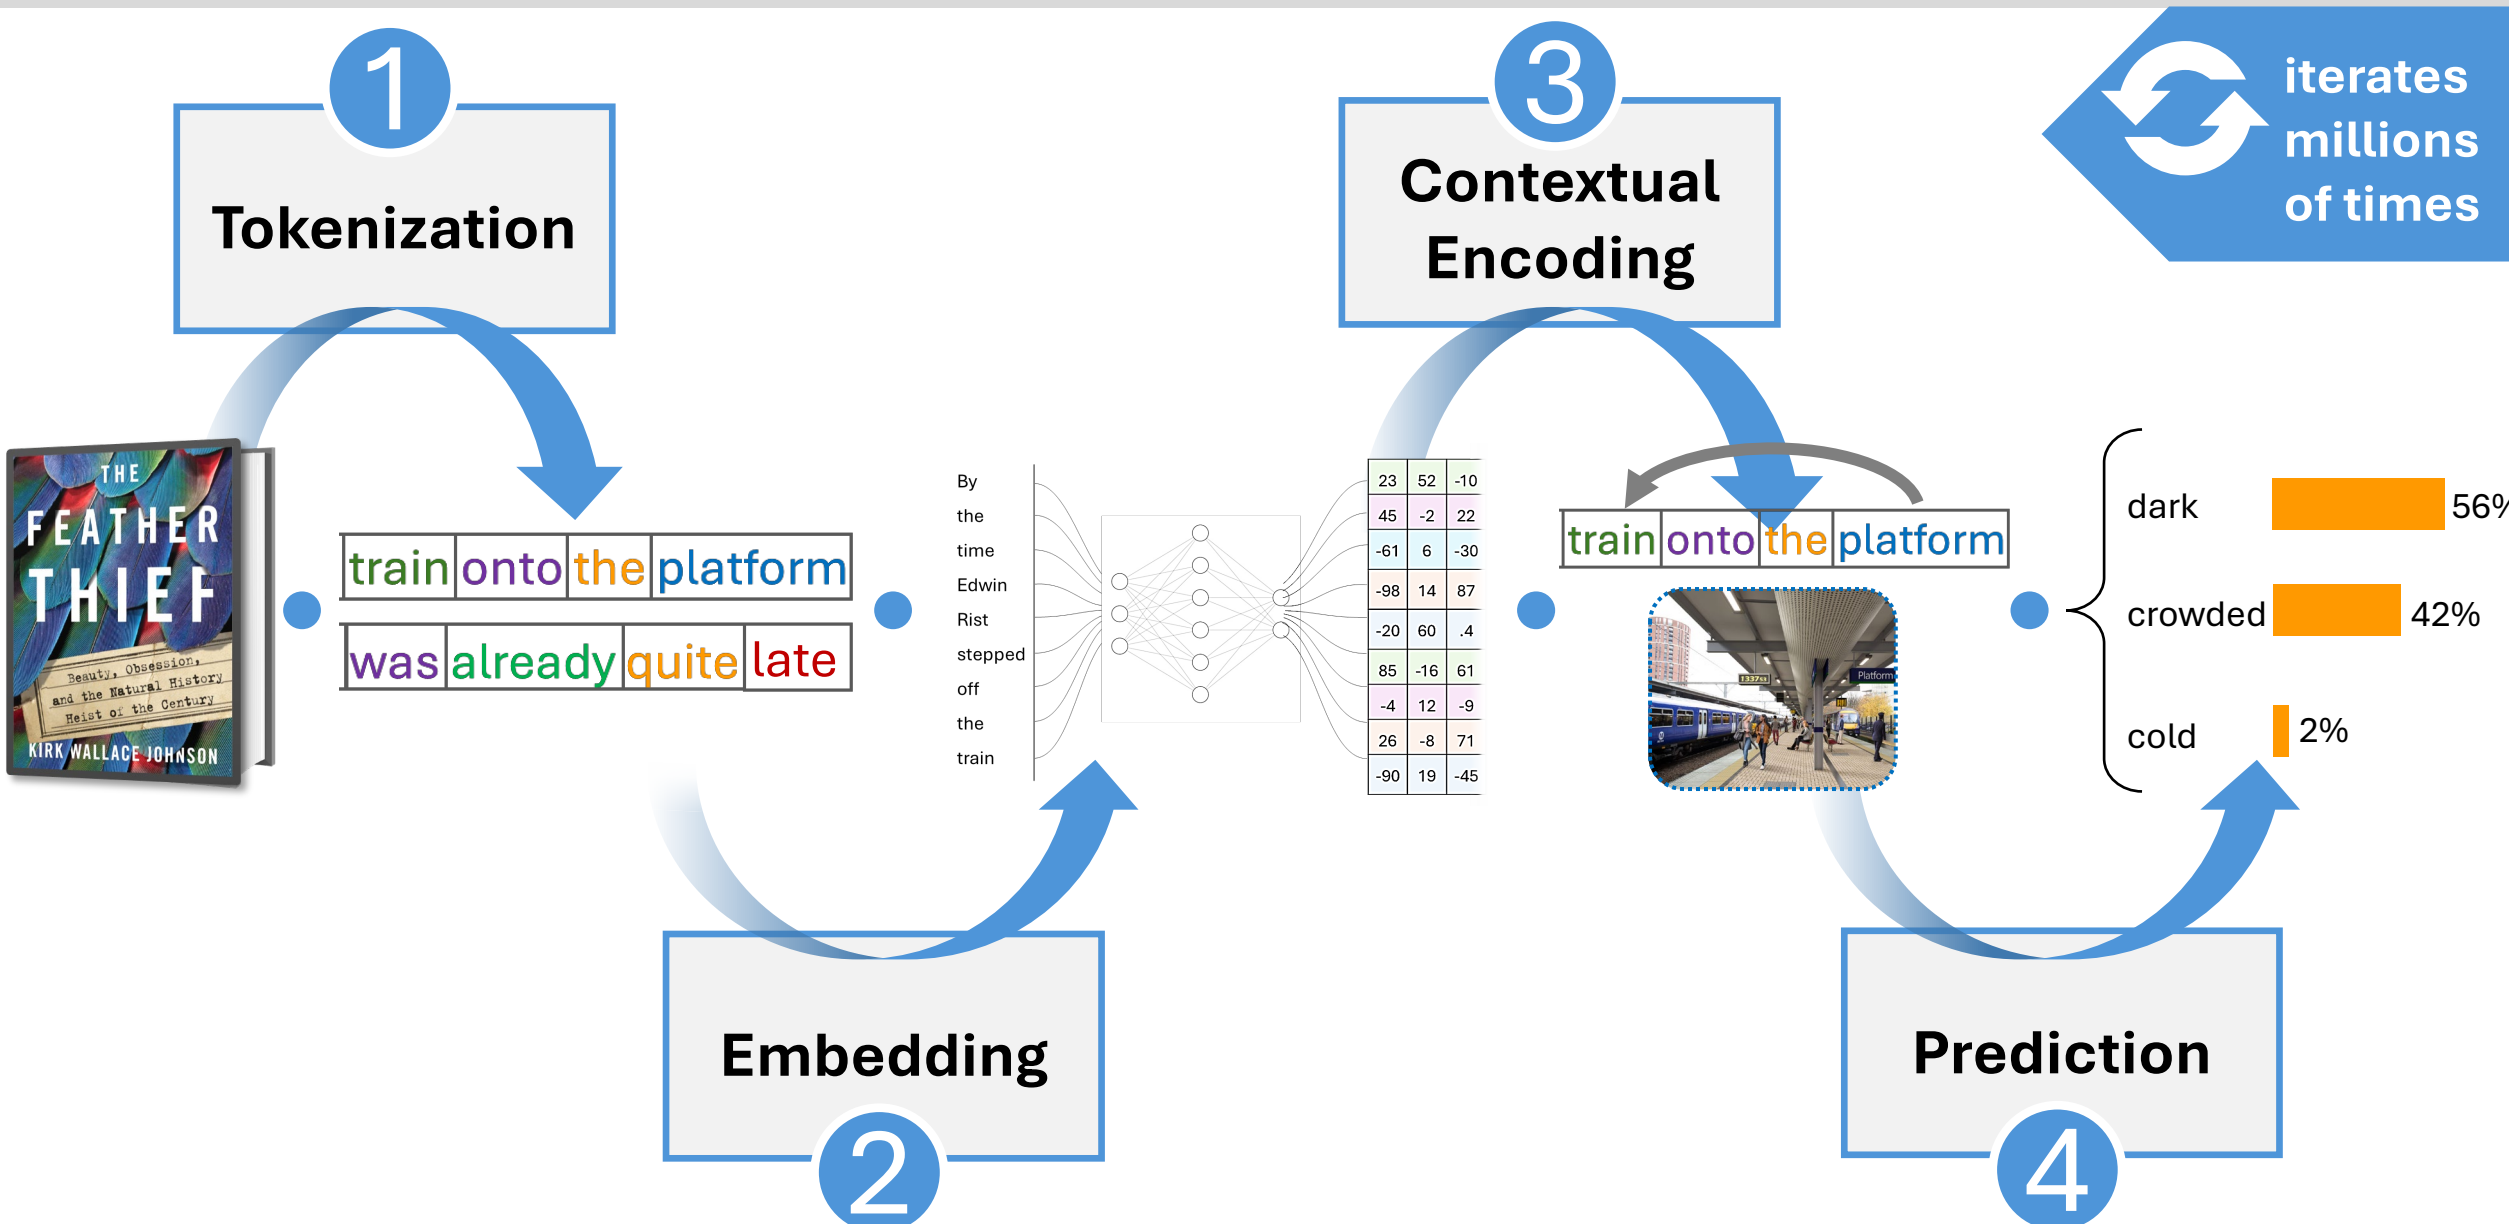 1
Tokenization
THE
FEATHER
THIEF
Beauty, Obsession,
and the Natural History
Heist of the Century
KIRK WALLACE JOHNSON
train onto the platform
was already quite late
2
Embedding
By
the
time
Edwin
Rist
stepped
off
the
train
23 52 -10
45 -2 22
-61 6 -30
-98 14 87
-20 60 .4
85 -16 61
-4 12 -9
26 -8 71
-90 19 -45
3
Contextual
Encoding
train onto the platform
Platform
4
Prediction
dark 56%
crowded 42%
cold 2%
iterates
millions
of times